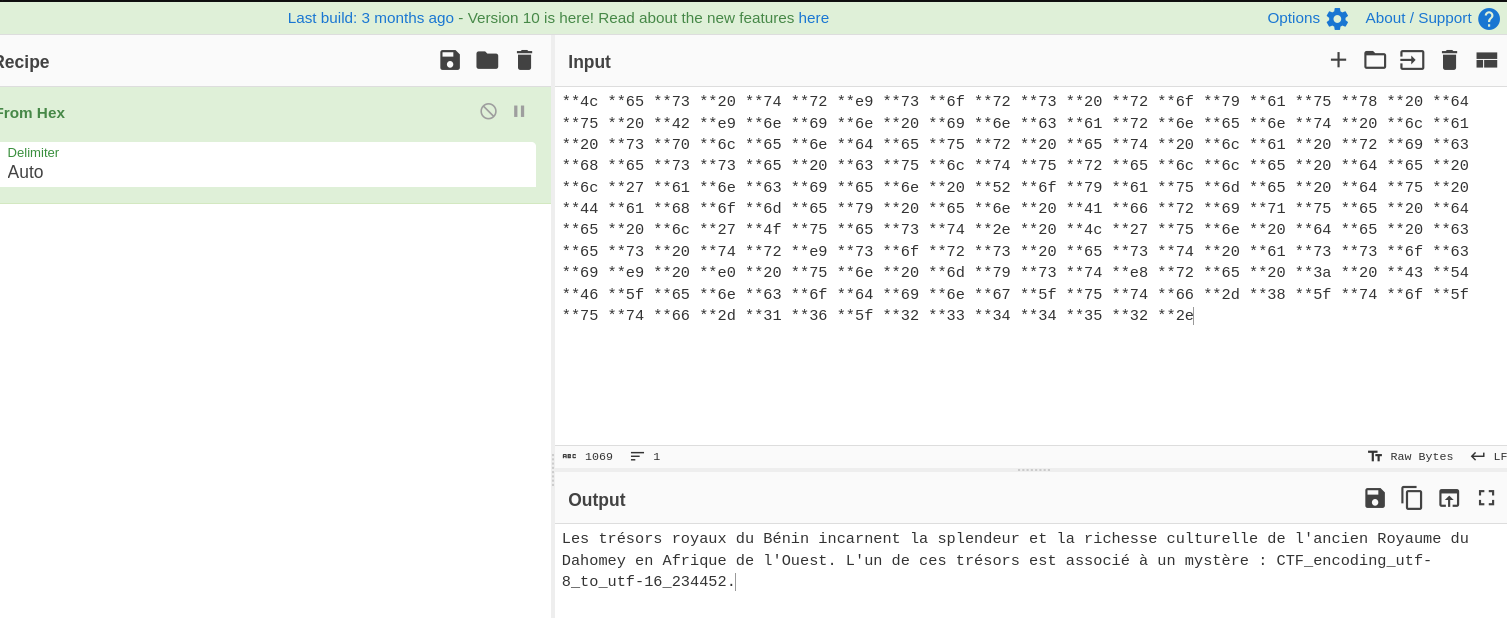 Last build: 3 months ago - Version 10 is here! Read about the new features here
Options
About / Support
Recipe
From Hex
Delimiter
Auto
Input
**4c **65 **73 **20 **74 **72 **e9 **73 **6f **72 **73 **20 **72 **6f **79 **61 **75 **78 **20 **64
**75 **20 **42 **e9 **6e **69 **6e **20 **69 **6e **63 **61 **72 **6e **65 **6e **74 **20 **6c **61
**20 **73 **70 **6c **65 **6e **64 **65 **75 **72 **20 **65 **74 **20 **6c **61 **20 **72 **69 **63
**68 **65 **73 **73 **65 **20 **63 **75 **6c **74 **75 **72 **65 **6c **6c **65 **20 **64 **65 **20
**6c **27 **61 **6e **63 **69 **65 **6e **20 **52 **6f **79 **61 **75 **6d **65 **20 **64 **75 **20
**44 **61 **68 **6f **6d **65 **79 **20 **65 **6e **20 **41 **66 **72 **69 **71 **75 **65 **20 **64
**65 **20 **6c **27 **4f **75 **65 **73 **74 **2e **20 **4c **27 **75 **6e **20 **64 **65 **20 **63
**65 **73 **20 **74 **72 **e9 **73 **6f **72 **73 **20 **65 **73 **74 **20 **61 **73 **73 **6f **63
**69 **e9 **20 **e0 **20 **75 **6e **20 **6d **79 **73 **74 **e8 **72 **65 **20 **3a **20 **43 **54
**46 **5f **65 **6e **63 **6f **64 **69 **6e **67 **5f **75 **74 **66 **2d **38 **5f **74 **6f **5f
**75 **74 **66 **2d **31 **36 **5f **32 **33 **34 **34 **35 **32 **2e
ABC 1069 1
Raw Bytes LF
Output
Les trésors royaux du Bénin incarnent la splendeur et la richesse culturelle de l'ancien Royaume du
Dahomey en Afrique de l'Ouest. L'un de ces trésors est associé à un mystère : CTF_encoding_utf-
8_to_utf-16_234452.